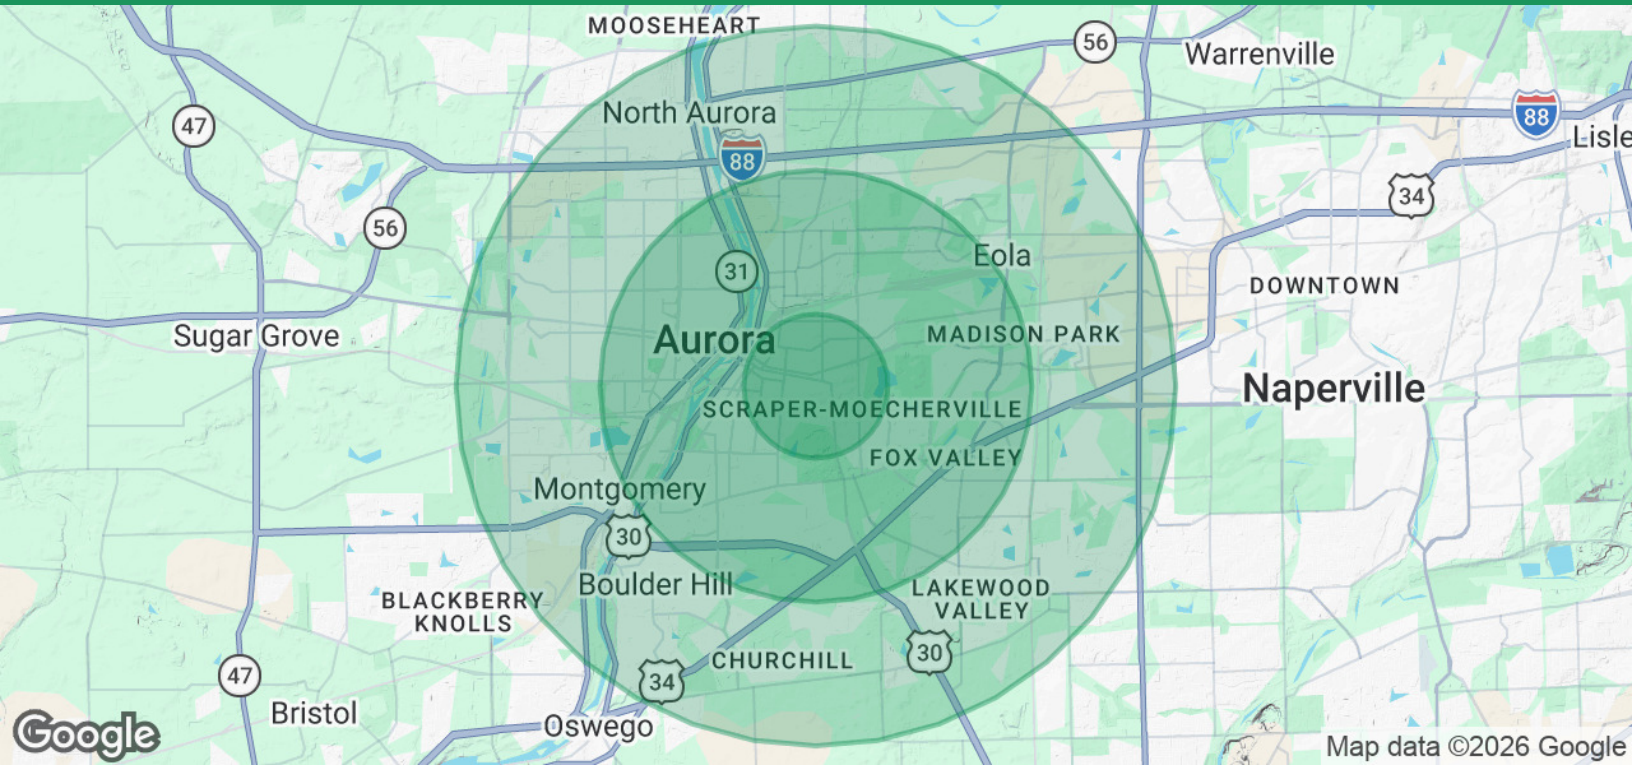 MOOSEHEART
56
Warrenville
North Aurora
47
88
88
Lisle
34
56
31
Eola
DOWNTOWN
Sugar Grove
Aurora
MADISON PARK
Naperville
SCRAPER-MOECHERVILLE
FOX VALLEY
Montgomery
30
Boulder Hill
BLACKBERRY
KNOLLS
LAKEWOOD
VALLEY
30
CHURCHILL
47
34
Bristol
Oswego
Google
Map data ©2026 Google